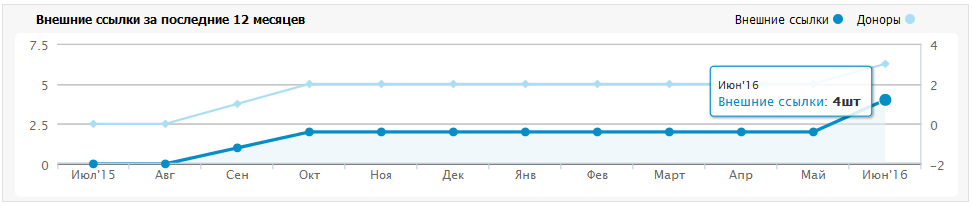 Внешние ссылки за последние 12 месяцев
Внешние ссылки Доноры
7.5 4
5 2
2.5 0
0 -2
Июн'16
Внешние ссылки: 4шт
Июл'15 Авг Сен Окт Ноя Дек Янв Фев Март Апр Май Июн'16